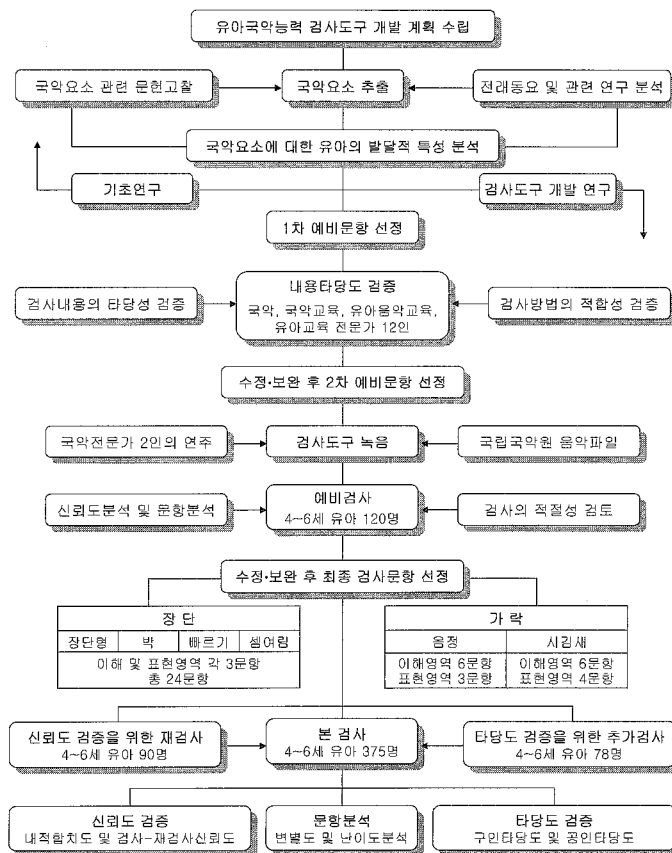 유아국악능력 검사도구 개발 계획 수립
국악요소 관련 문헌고찰
국악요소 추출
전래동요 및 관련 연구 분석
국악요소에 대한 유아의 발달적 특성 분석
기초연구
검사도구 개발 연구
1차 예비문항 선정
내용타당도 검증
국악, 국악교육, 유아음악교육,
유아교육 전문가 12인
검사내용의 타당성 검증
검사방법의 적합성 검증
수정·보완 후 2차 예비문항 선정
국악전문가 2인의 연주
검사도구 녹음
국립국악원 음악파일
예비검사
4~6세 유아 120명
신뢰도분석 및 문항분석
검사의 적절성 검토
수정·보완 후 최종 검사문항 선정
장 단
장단형 박 빠르기 셈여림
이해 및 표현영역 각 3문항
총 24문항
가 락
음정 시김새
이해영역 6문항 이해영역 6문항
표현영역 3문항 표현영역 4문항
신뢰도 검증을 위한 재검사
4~6세 유아 90명
본 검사
4~6세 유아 375명
타당도 검증을 위한 추가검사
4~6세 유아 78명
신뢰도 검증
내적합치도 및 검사-재검사신뢰도
문항분석
변별도 및 난이도분석
타당도 검증
구인타당도 및 공인타당도